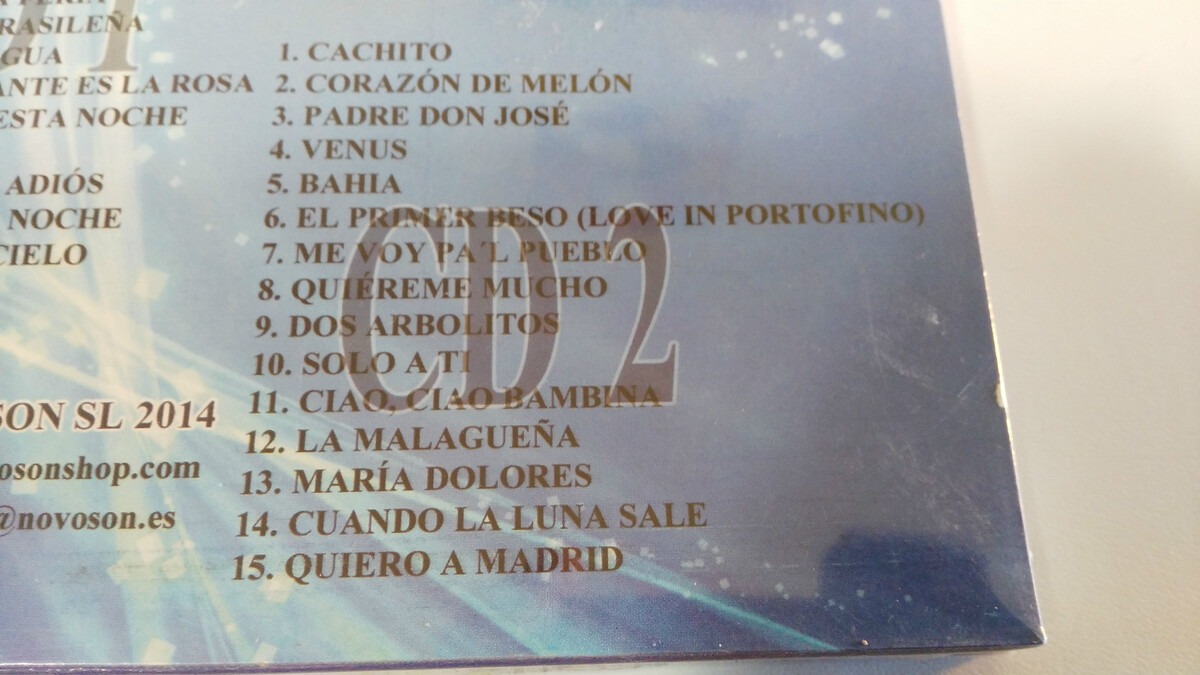 RASILEÑA
GUA
ANTE ES LA ROSA
ESTA NOCHE
ADIÓS
NOCHE
CIELO
SON SL 2014
osonshop.com
@novoson.es
CD 2
1. CACHITO
2. CORAZÓN DE MELÓN
3. PADRE DON JOSÉ
4. VENUS
5. BAHIA
6. EL PRIMER BESO (LOVE IN PORTOFINO)
7. ME VOY PA´L PUEBLO
8. QUIÉREME MUCHO
9. DOS ARBOLITOS
10. SOLO A TI
11. CIAO, CIAO BAMBINA
12. LA MALAGUEÑA
13. MARÍA DOLORES
14. CUANDO LA LUNA SALE
15. QUIERO A MADRID